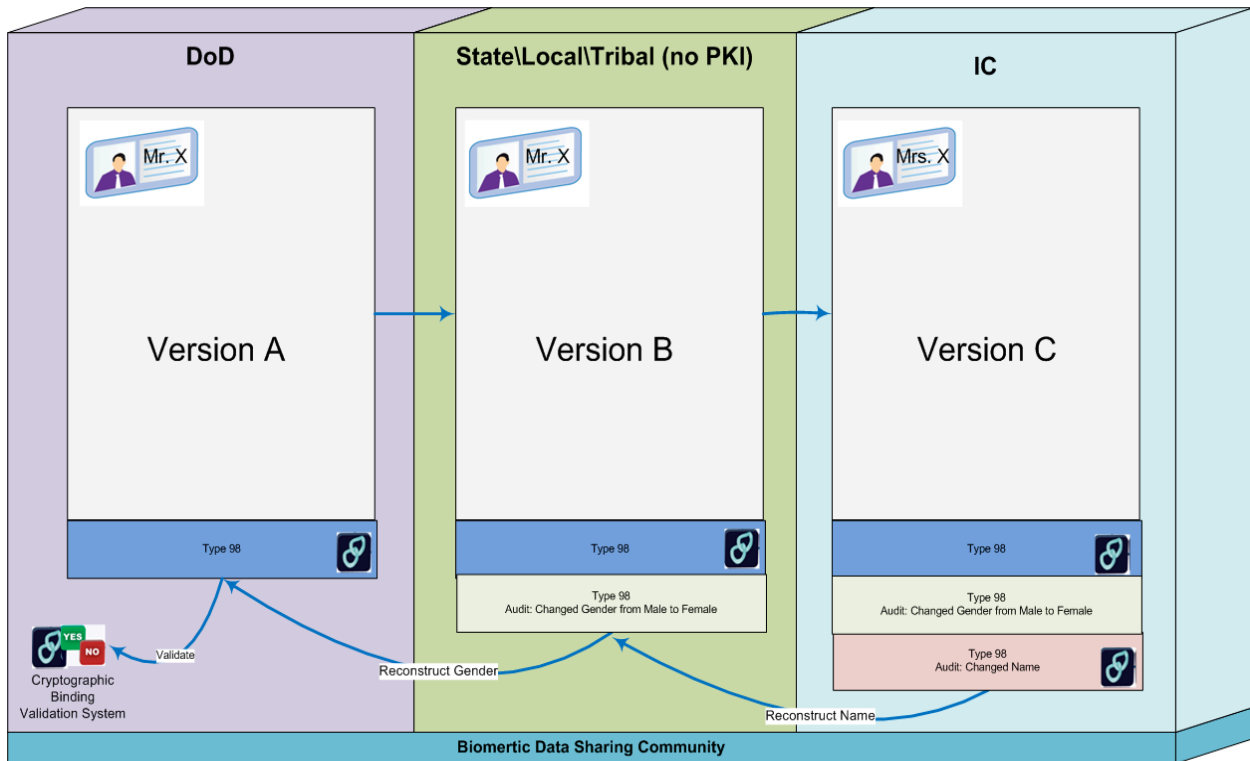 DoD
State\Local\Tribal (no PKI)
IC
Mr. X
Mr. X
Mrs. X
Version A
Version B
Version C
Type 98
Type 98
Type 98
Type 98
Audit: Changed Gender from Male to Female
Type 98
Audit: Changed Gender from Male to Female
Type 98
Audit: Changed Name
YES
NO
Validate
Reconstruct Gender
Reconstruct Name
Cryptographic
Binding
Validation System
Biomertic Data Sharing Community